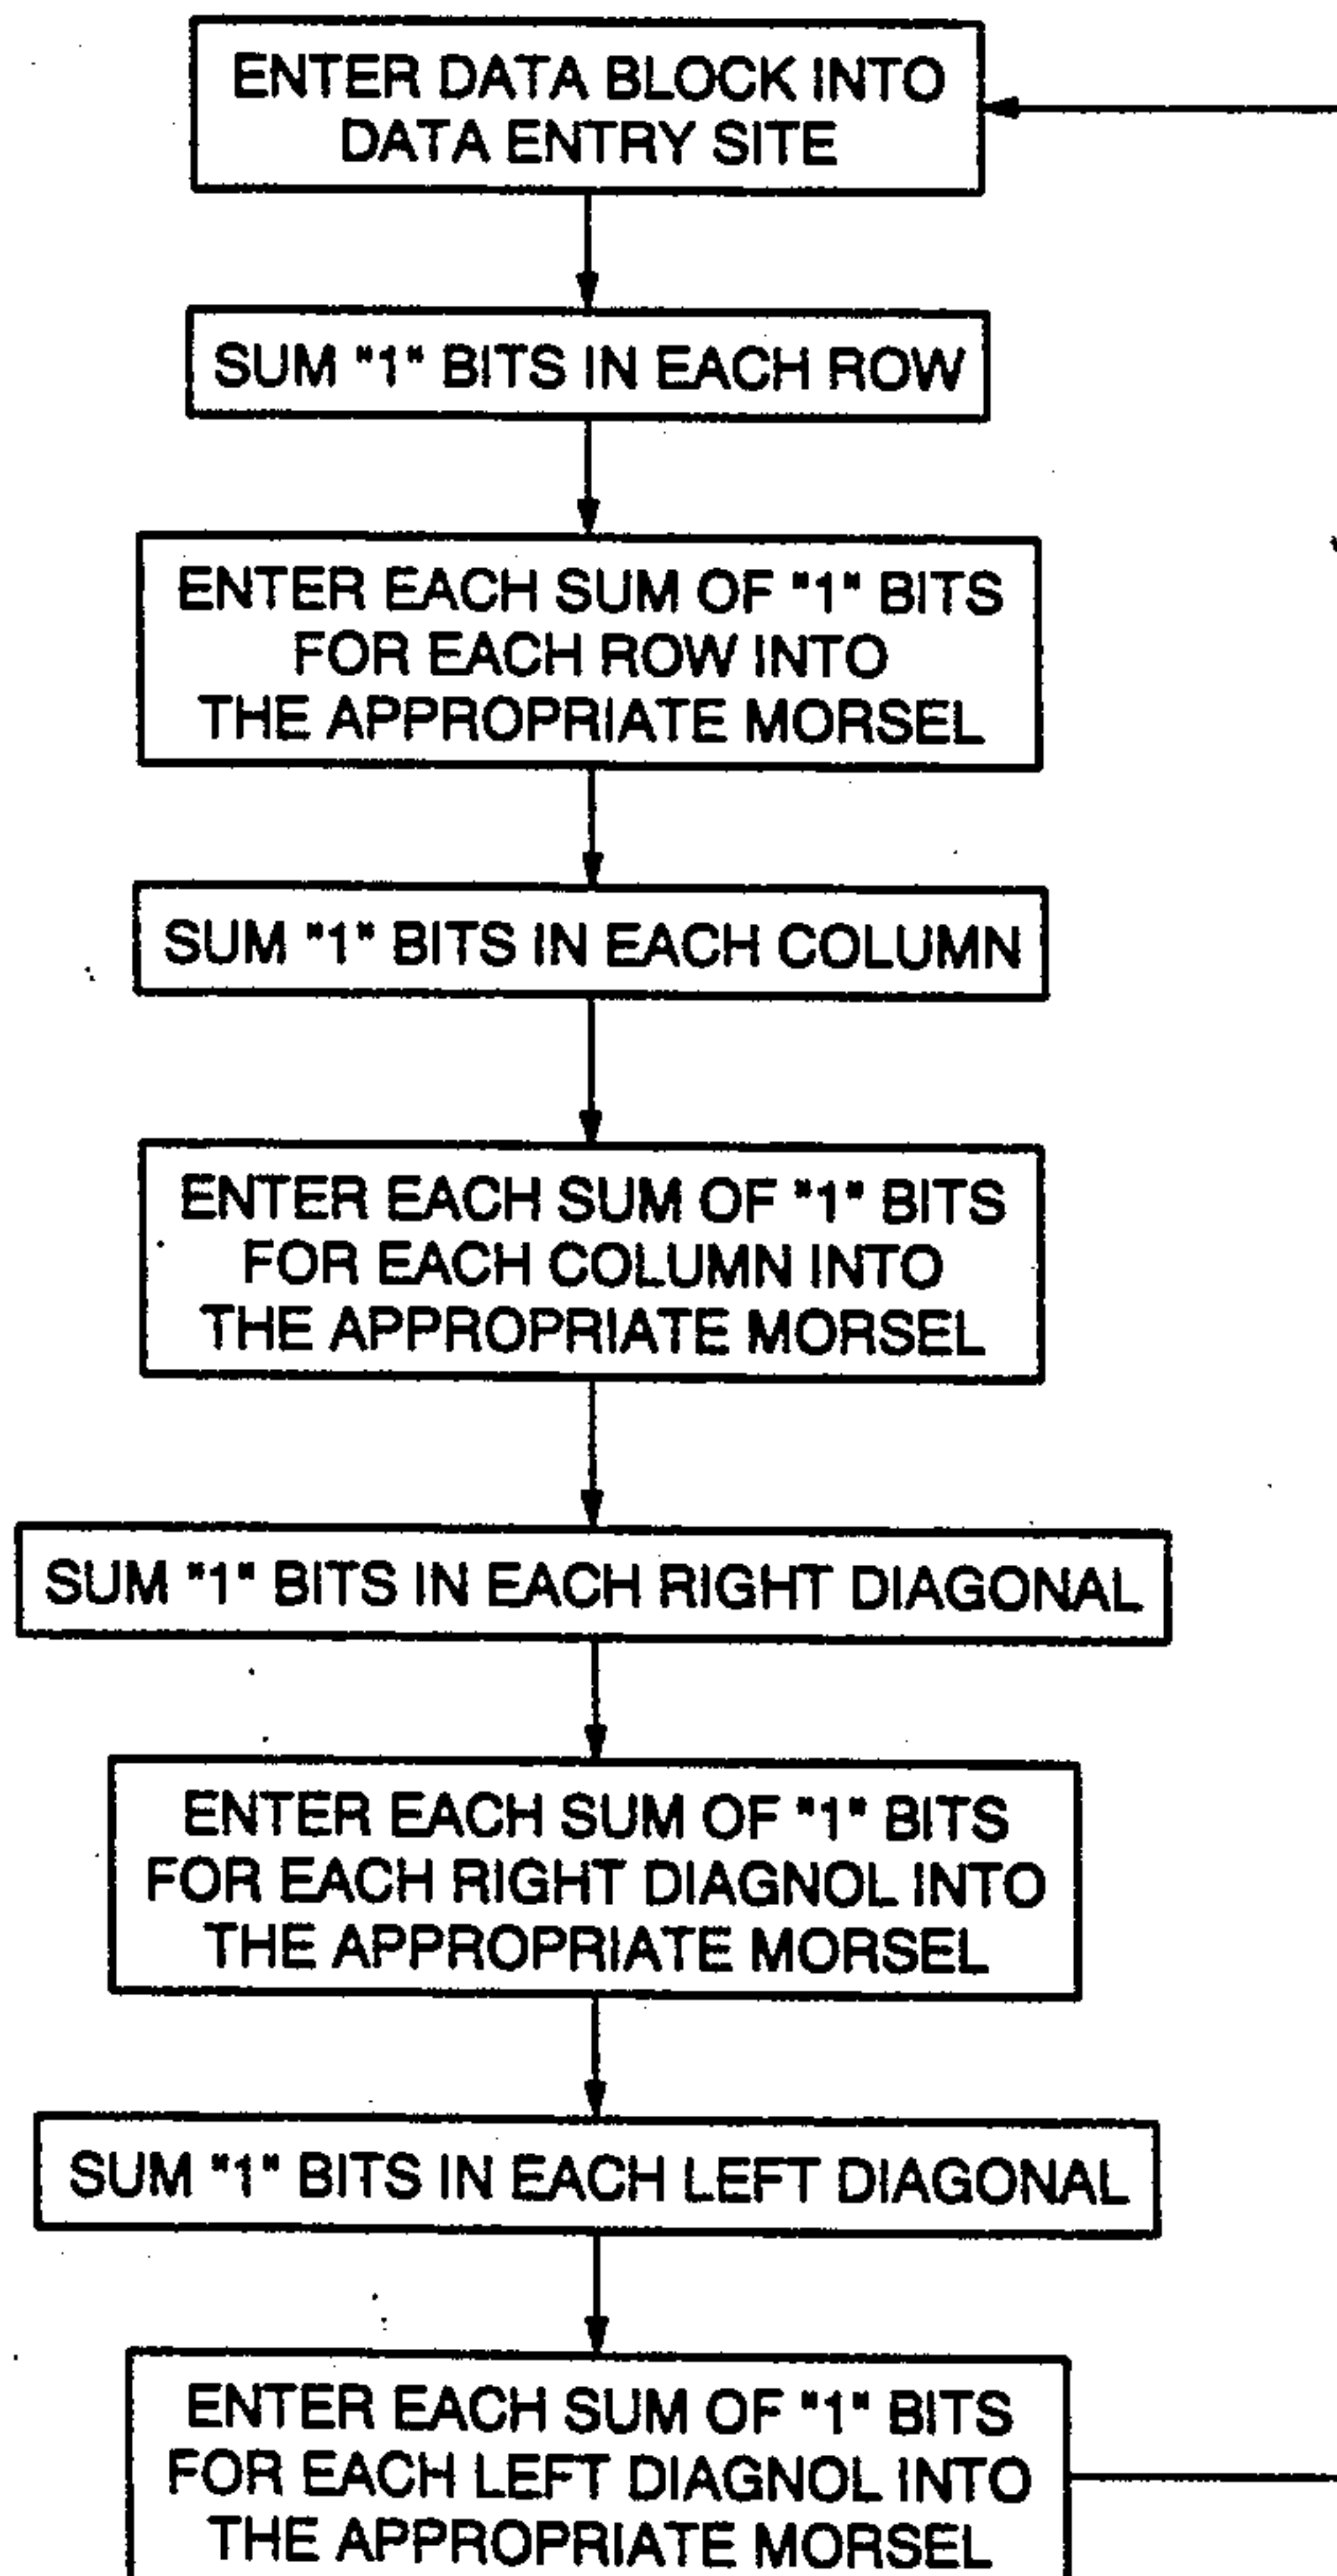 ENTER DATA BLOCK INTO
DATA ENTRY SITE
SUM "1" BITS IN EACH ROW
ENTER EACH SUM OF "1" BITS
FOR EACH ROW INTO
THE APPROPRIATE MORSEL
SUM "1" BITS IN EACH COLUMN
ENTER EACH SUM OF "1" BITS
FOR EACH COLUMN INTO
THE APPROPRIATE MORSEL
SUM "1" BITS IN EACH RIGHT DIAGONAL
ENTER EACH SUM OF "1" BITS
FOR EACH RIGHT DIAGNOL INTO
THE APPROPRIATE MORSEL
SUM "1" BITS IN EACH LEFT DIAGONAL
ENTER EACH SUM OF "1" BITS
FOR EACH LEFT DIAGNOL INTO
THE APPROPRIATE MORSEL